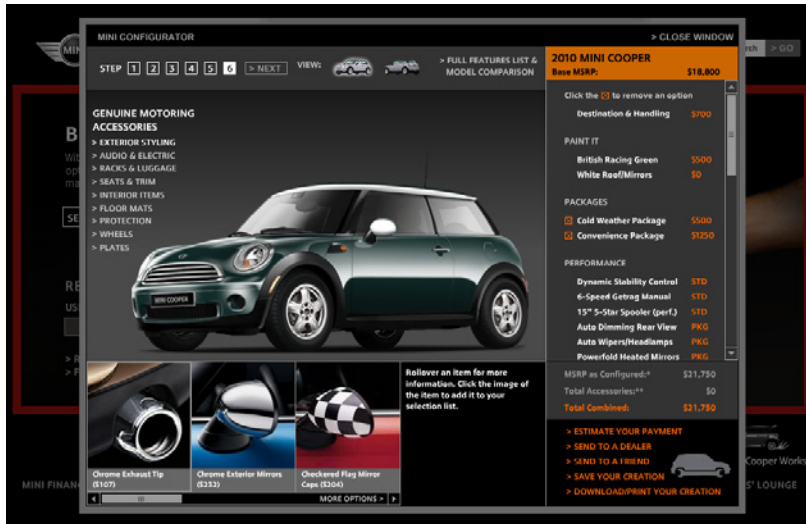 MINI CONFIGURATOR
> CLOSE WINDOW
> GO
STEP 1 2 3 4 5 6 > NEXT VIEW:
> FULL FEATURES LIST &
MODEL COMPARISON
2010 MINI COOPER
Base MSRP: $18,800
Click the to remove an option
Destination & Handling $700
PAINT IT
British Racing Green $500
White Roof/Mirrors $0
PACKAGES
Cold Weather Package $500
Convenience Package $1250
PERFORMANCE
Dynamic Stability Control STD
6-Speed Getrag Manual STD
15" 5-Star Spooler (perf.) STD
Auto Dimming Rear View PKG
Auto Wipers/Headlamps PKG
Powerfold Heated Mirrors PKG
MSRP as Configured:* $21,750
Total Accessories:** $0
Total Combined: $21,750
> ESTIMATE YOUR PAYMENT
> SEND TO A DEALER
> SEND TO A FRIEND
> SAVE YOUR CREATION
> DOWNLOAD/PRINT YOUR CREATION
GENUINE MOTORING
ACCESSORIES
> EXTERIOR STYLING
> AUDIO & ELECTRIC
> RACKS & LUGGAGE
> SEATS & TRIM
> INTERIOR ITEMS
> FLOOR MATS
> PROTECTION
> WHEELS
> PLATES
MINI COOPER
Rollover an item for more
information. Click the image of
the item to add it to your
selection list.
Chrome Exhaust Tip
($107)
Chrome Exterior Mirrors
($252)
Checkered Flag Mirror
Caps ($204)
MORE OPTIONS >
Cooper Works
MINI FINAN
S' LOUNGE